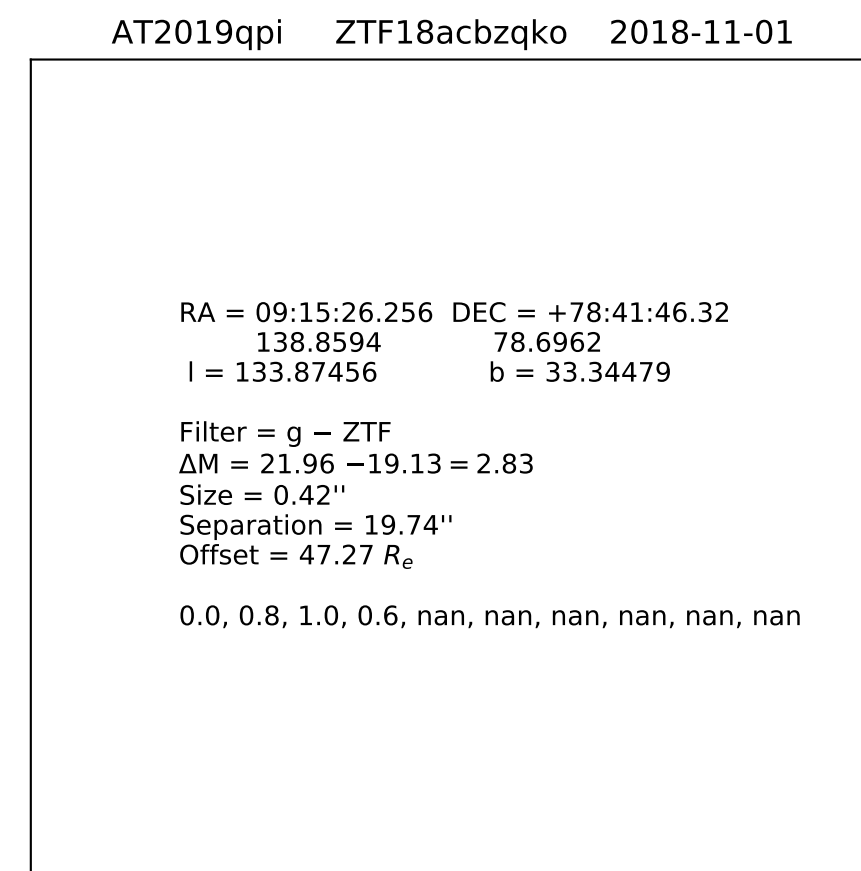 AT2019qpi ZTF18acbzqko 2018-11-01
RA = 09:15:26.256 DEC = +78:41:46.32
138.8594 78.6962
l = 133.87456 b = 33.34479
Filter = g − ZTF
ΔM = 21.96 −19.13 = 2.83
Size = 0.42''
Separation = 19.74''
Offset = 47.27 Rₑ
0.0, 0.8, 1.0, 0.6, nan, nan, nan, nan, nan, nan